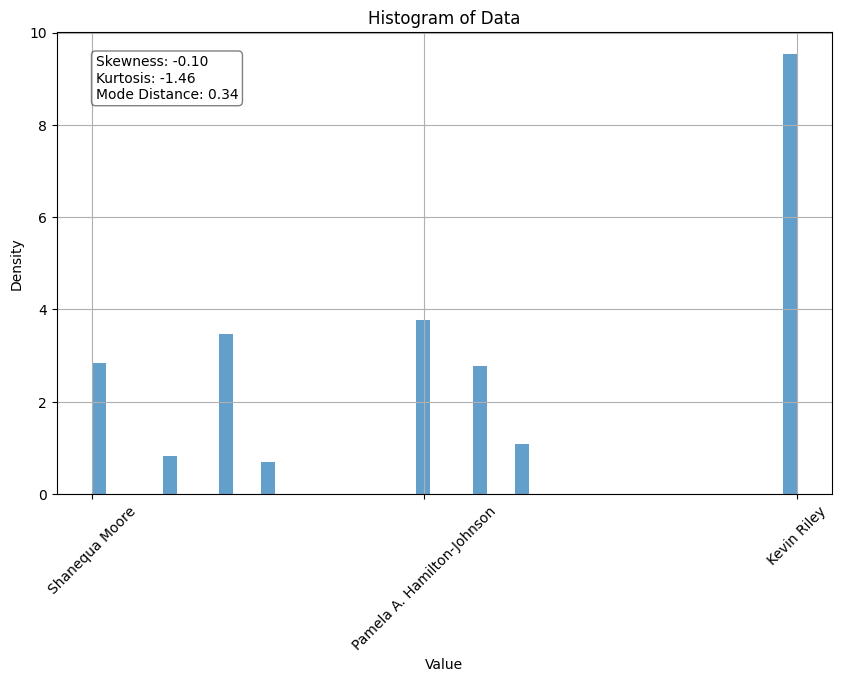 Histogram of Data
Skewness: -0.10
Kurtosis: -1.46
Mode Distance: 0.34
10
8
6
4
2
0
Density
Shanequa Moore
Pamela A. Hamilton-Johnson
Kevin Riley
Value